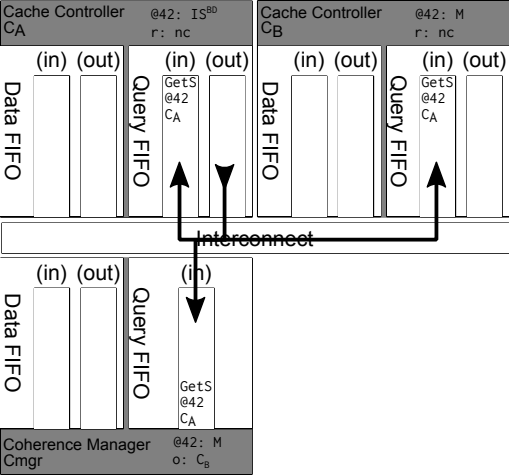 Cache Controller @42: ISᴮᴰ
CA r: nc
Cache Controller @42: M
CB r: nc
(in) (out)
Data FIFO
(in) (out)
Query FIFO
GetS
@42
CA
(in) (out)
Data FIFO
(in) (out)
Query FIFO
GetS
@42
CA
Interconnect
(in) (out)
Data FIFO
(in)
Query FIFO
GetS
@42
CA
Coherence Manager @42: M
Cmgr o: CB